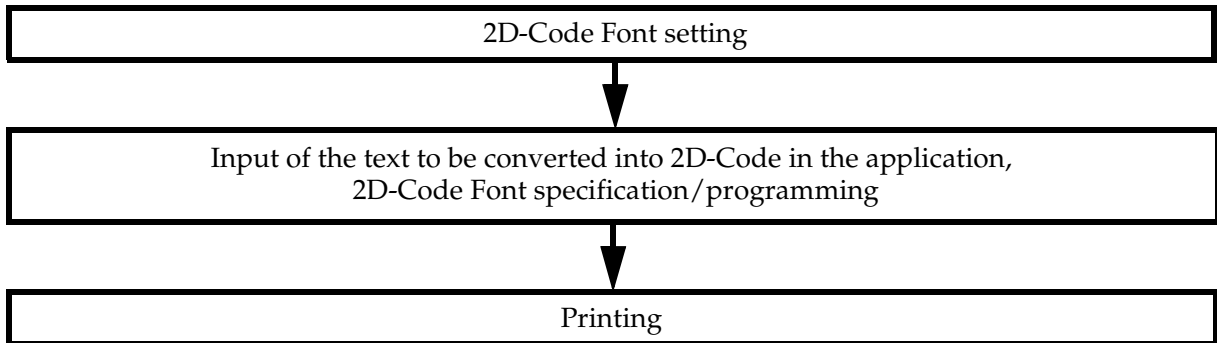 2D-Code Font setting
Input of the text to be converted into 2D-Code in the application,
2D-Code Font specification/programming
Printing